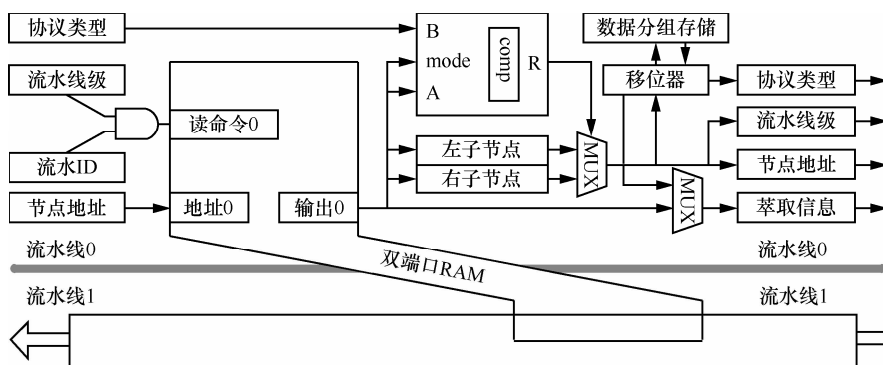 协议类型
流水线级
流水ID
节点地址
读命令0
地址0
输出0
B
mode
A
comp
R
左子节点
右子节点
MUX
数据分组存储
移位器
MUX
协议类型
流水线级
节点地址
萃取信息
流水线0
双端口RAM
流水线0
流水线1
流水线1